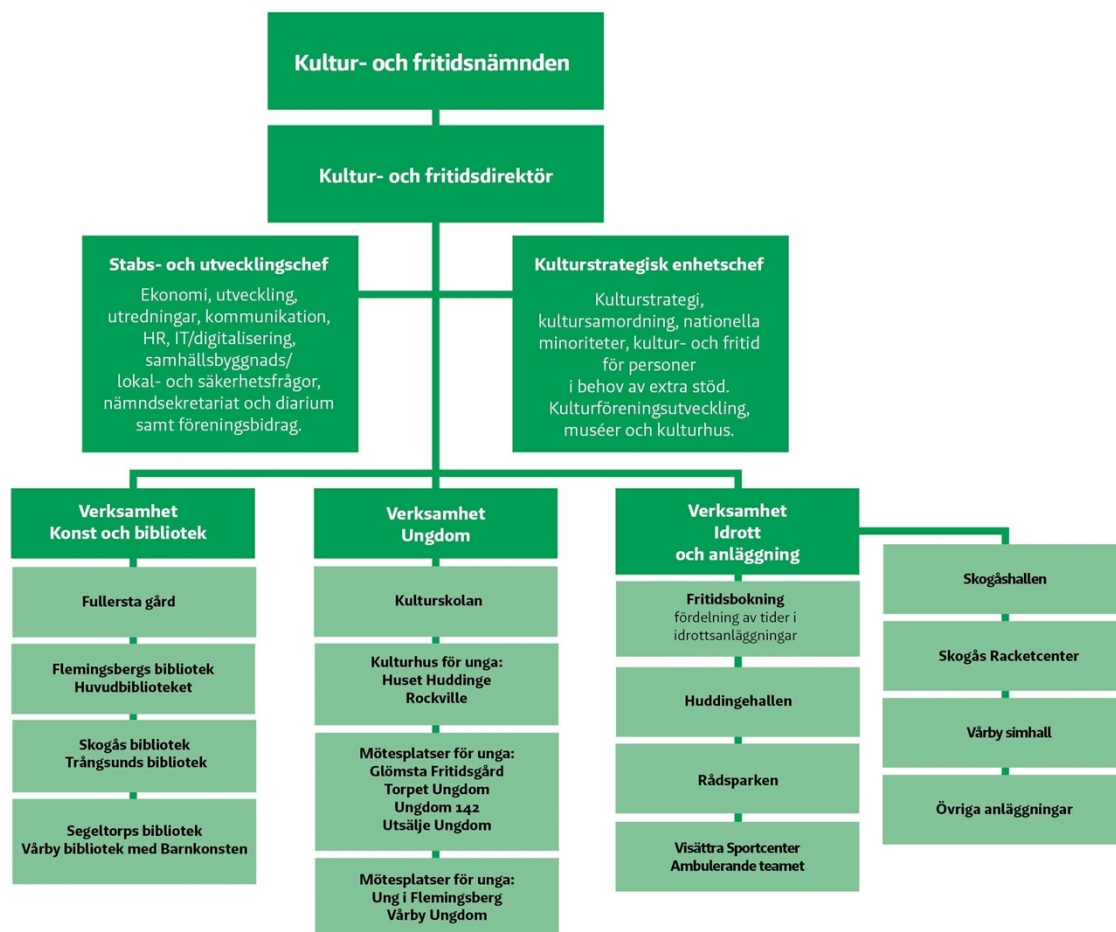 Kultur- och fritidsnämnden
Kultur- och fritidsdirektör
Stabs- och utvecklingschef
Ekonomi, utveckling,
utredningar, kommunikation,
HR, IT/digitalisering,
samhällsbyggnads/
lokal- och säkerhetsfrågor,
nämndsekretariat och diarium
samt föreningsbidrag.
Kulturstrategisk enhetschef
Kulturstrategi,
kultursamordning, nationella
minoriteter, kultur- och fritid
för personer
i behov av extra stöd.
Kulturföreningsutveckling,
muséer och kulturhus.
Verksamhet
Konst och bibliotek
Fullersta gård
Flemingsbergs bibliotek
Huvudbiblioteket
Skogås bibliotek
Trångsunds bibliotek
Segeltorps bibliotek
Vårby bibliotek med Barnkonsten
Verksamhet
Ungdom
Kulturskolan
Kulturhus för unga:
Huset Huddinge
Rockville
Mötesplatser för unga:
Glömsta Fritidsgård
Torpet Ungdom
Ungdom 142
Utsälje Ungdom
Mötesplatser för unga:
Ung i Flemingsberg
Vårby Ungdom
Verksamhet
Idrott
och anläggning
Fritidsbokning
fördelning av tider i
idrottsanläggningar
Huddingehallen
Rådsparken
Visättra Sportcenter
Ambulerande teamet
Skogåshallen
Skogås Racketcenter
Vårby simhall
Övriga anläggningar